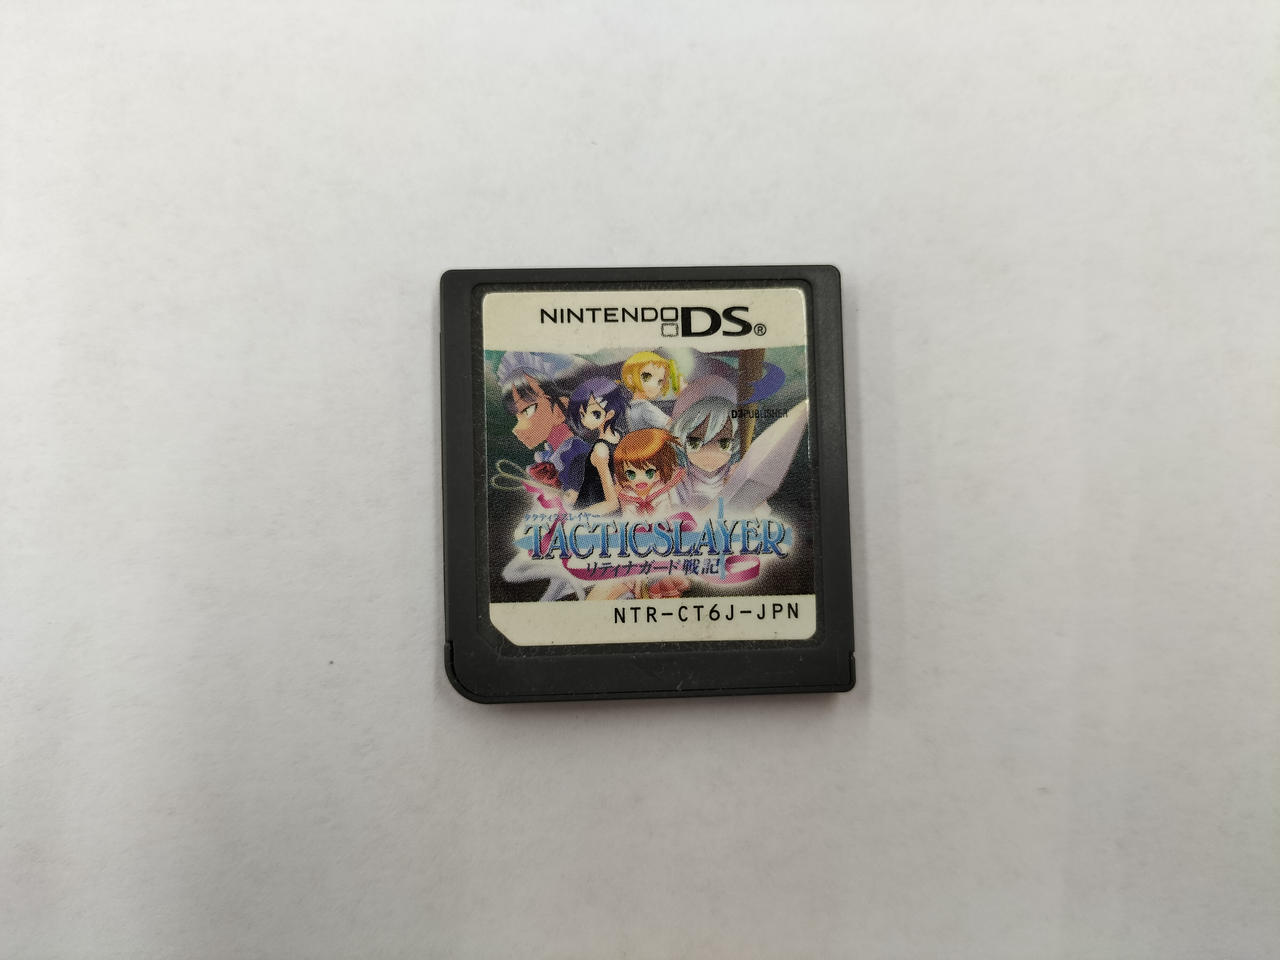 NINTENDO DS®
D3PUBLISHER
タクティクスレイヤー
TACTICSLAYER
リティナガード戦記
NTR-CT6J-JPN